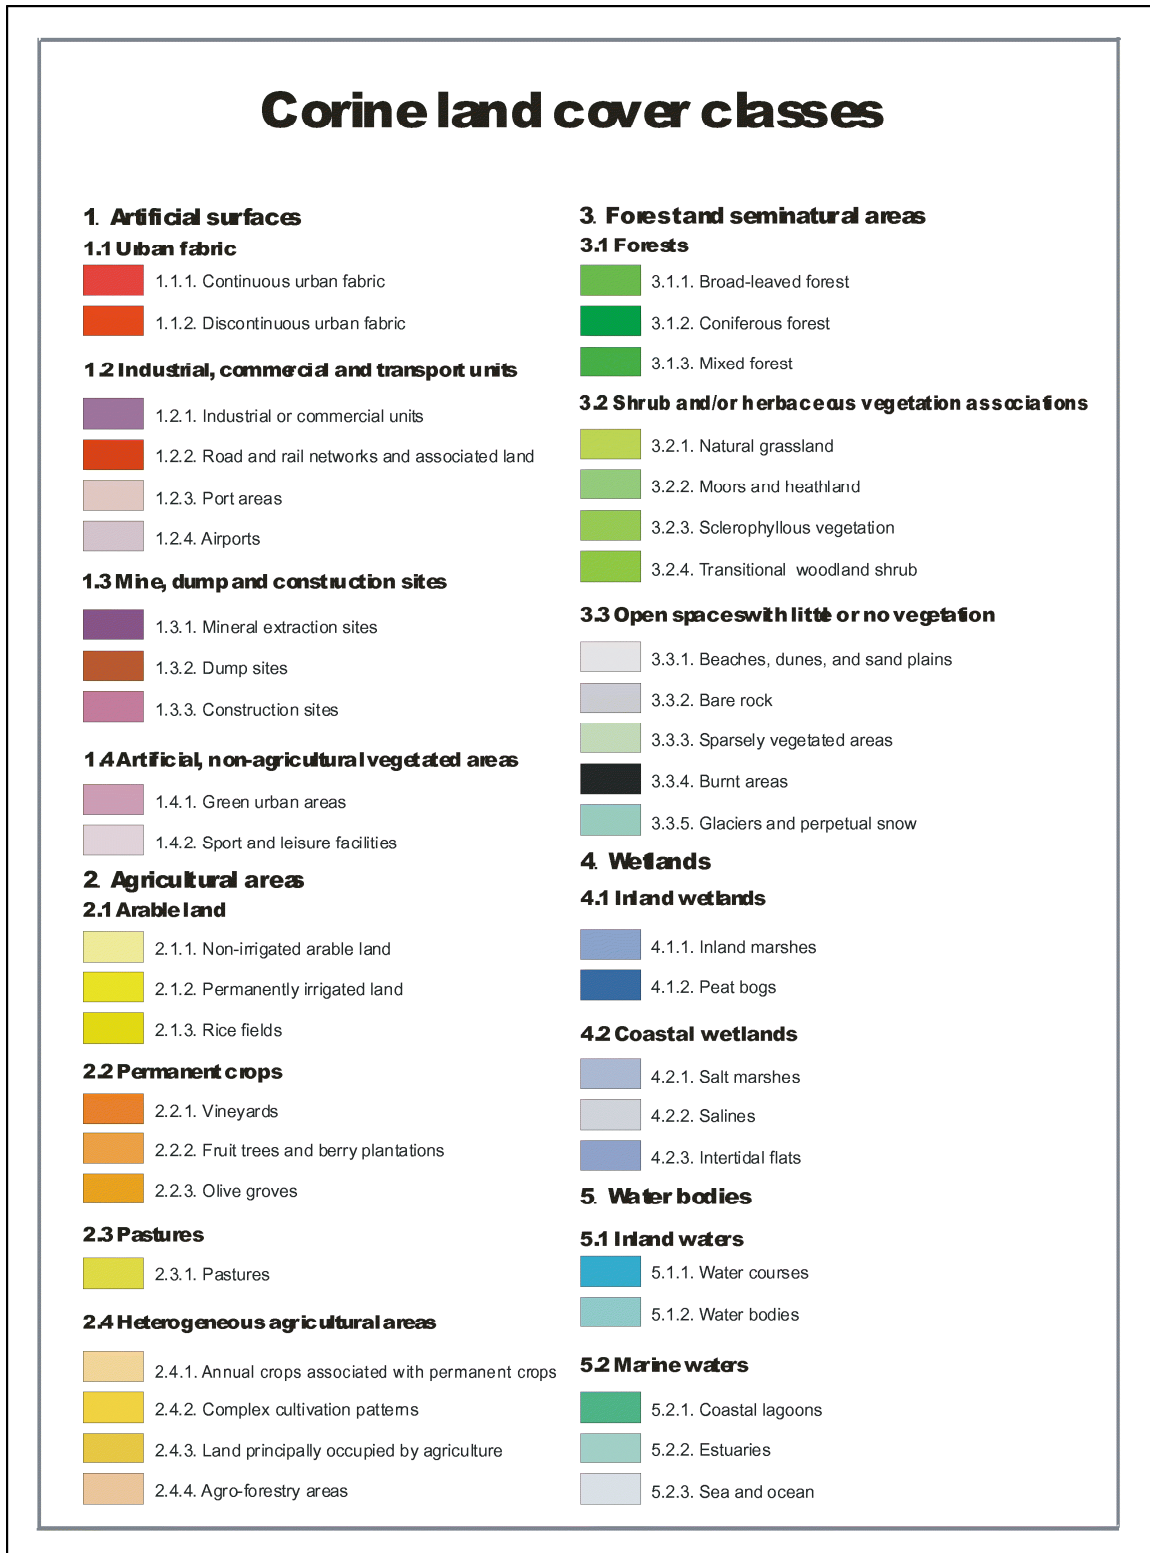 Corine land cover classes
1. Artificial surfaces
1.1 Urban fabric
1.1.1. Continuous urban fabric
1.1.2. Discontinuous urban fabric
1.2 Industrial, commercial and transport units
1.2.1. Industrial or commercial units
1.2.2. Road and rail networks and associated land
1.2.3. Port areas
1.2.4. Airports
1.3 Mine, dump and construction sites
1.3.1. Mineral extraction sites
1.3.2. Dump sites
1.3.3. Construction sites
1.4 Artificial, non-agricultural vegetated areas
1.4.1. Green urban areas
1.4.2. Sport and leisure facilities
2. Agricultural areas
2.1 Arable land
2.1.1. Non-irrigated arable land
2.1.2. Permanently irrigated land
2.1.3. Rice fields
2.2 Permanent crops
2.2.1. Vineyards
2.2.2. Fruit trees and berry plantations
2.2.3. Olive groves
2.3 Pastures
2.3.1. Pastures
2.4 Heterogeneous agricultural areas
2.4.1. Annual crops associated with permanent crops
2.4.2. Complex cultivation patterns
2.4.3. Land principally occupied by agriculture
2.4.4. Agro-forestry areas
3. Forest and seminatural areas
3.1 Forests
3.1.1. Broad-leaved forest
3.1.2. Coniferous forest
3.1.3. Mixed forest
3.2 Shrub and/or herbaceous vegetation associations
3.2.1. Natural grassland
3.2.2. Moors and heathland
3.2.3. Sclerophyllous vegetation
3.2.4. Transitional woodland shrub
3.3 Open spaces with little or no vegetation
3.3.1. Beaches, dunes, and sand plains
3.3.2. Bare rock
3.3.3. Sparsely vegetated areas
3.3.4. Burnt areas
3.3.5. Glaciers and perpetual snow
4. Wetlands
4.1 Inland wetlands
4.1.1. Inland marshes
4.1.2. Peat bogs
4.2 Coastal wetlands
4.2.1. Salt marshes
4.2.2. Salines
4.2.3. Intertidal flats
5. Water bodies
5.1 Inland waters
5.1.1. Water courses
5.1.2. Water bodies
5.2 Marine waters
5.2.1. Coastal lagoons
5.2.2. Estuaries
5.2.3. Sea and ocean